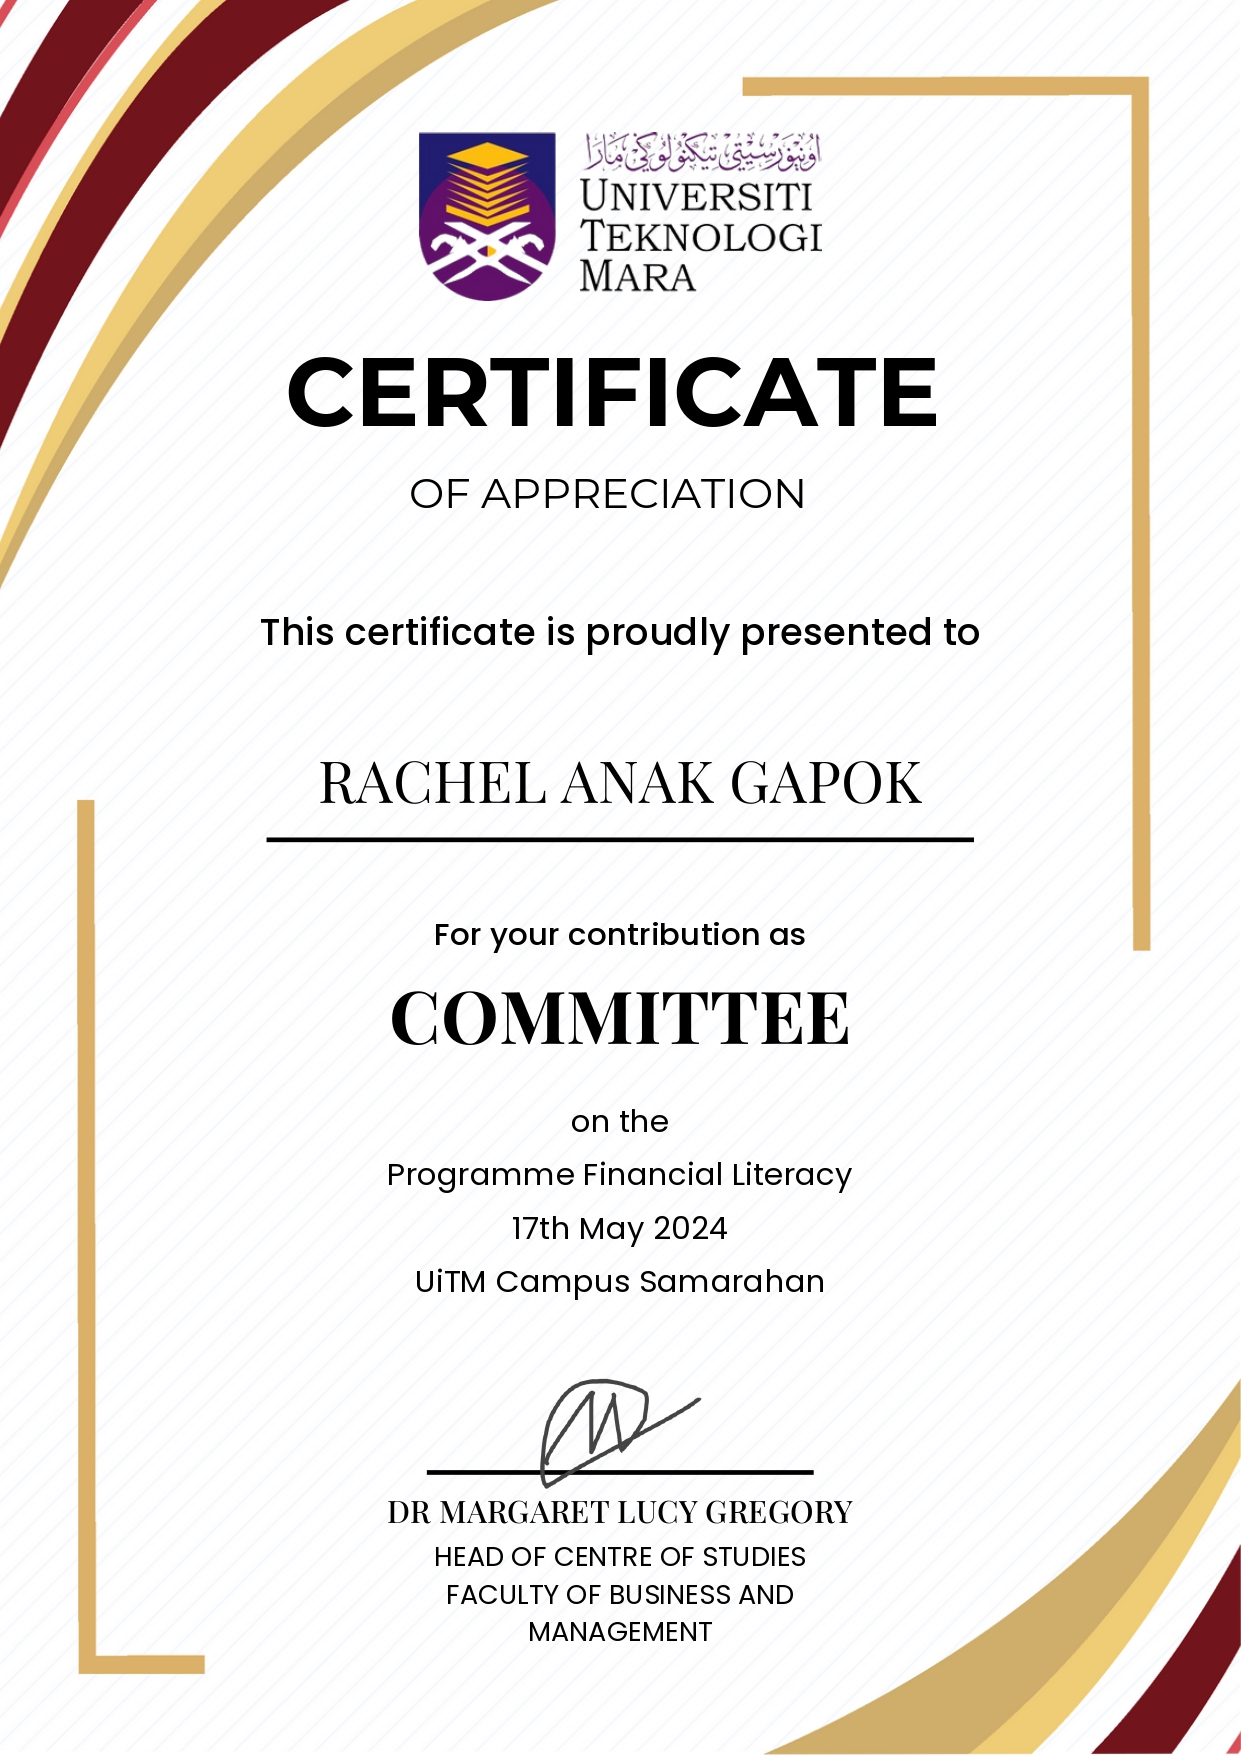 اونيۏرسيتي تيکنولوڬي مارا
UNIVERSITI
TEKNOLOGI
MARA
CERTIFICATE
OF APPRECIATION
This certificate is proudly presented to
RACHEL ANAK GAPOK
For your contribution as
COMMITTEE
on the
Programme Financial Literacy
17th May 2024
UiTM Campus Samarahan
DR MARGARET LUCY GREGORY
HEAD OF CENTRE OF STUDIES
FACULTY OF BUSINESS AND
MANAGEMENT